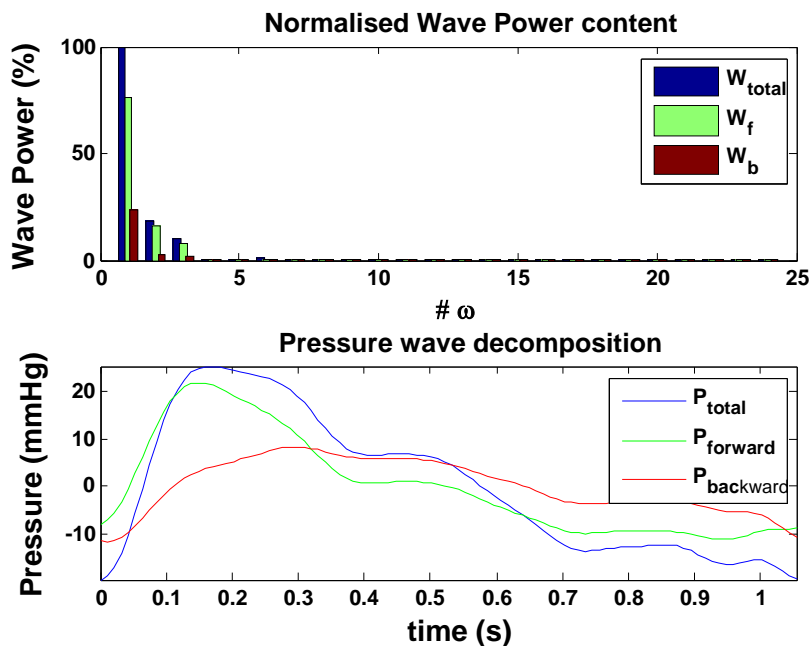 Normalised Wave Power content
Wave Power (%)
100
50
0
0 5 10 15 20 25
# ω
W_total
W_f
W_b
Pressure wave decomposition
Pressure (mmHg)
20
10
0
-10
0 0.1 0.2 0.3 0.4 0.5 0.6 0.7 0.8 0.9 1
time (s)
P_total
P_forward
P_backward